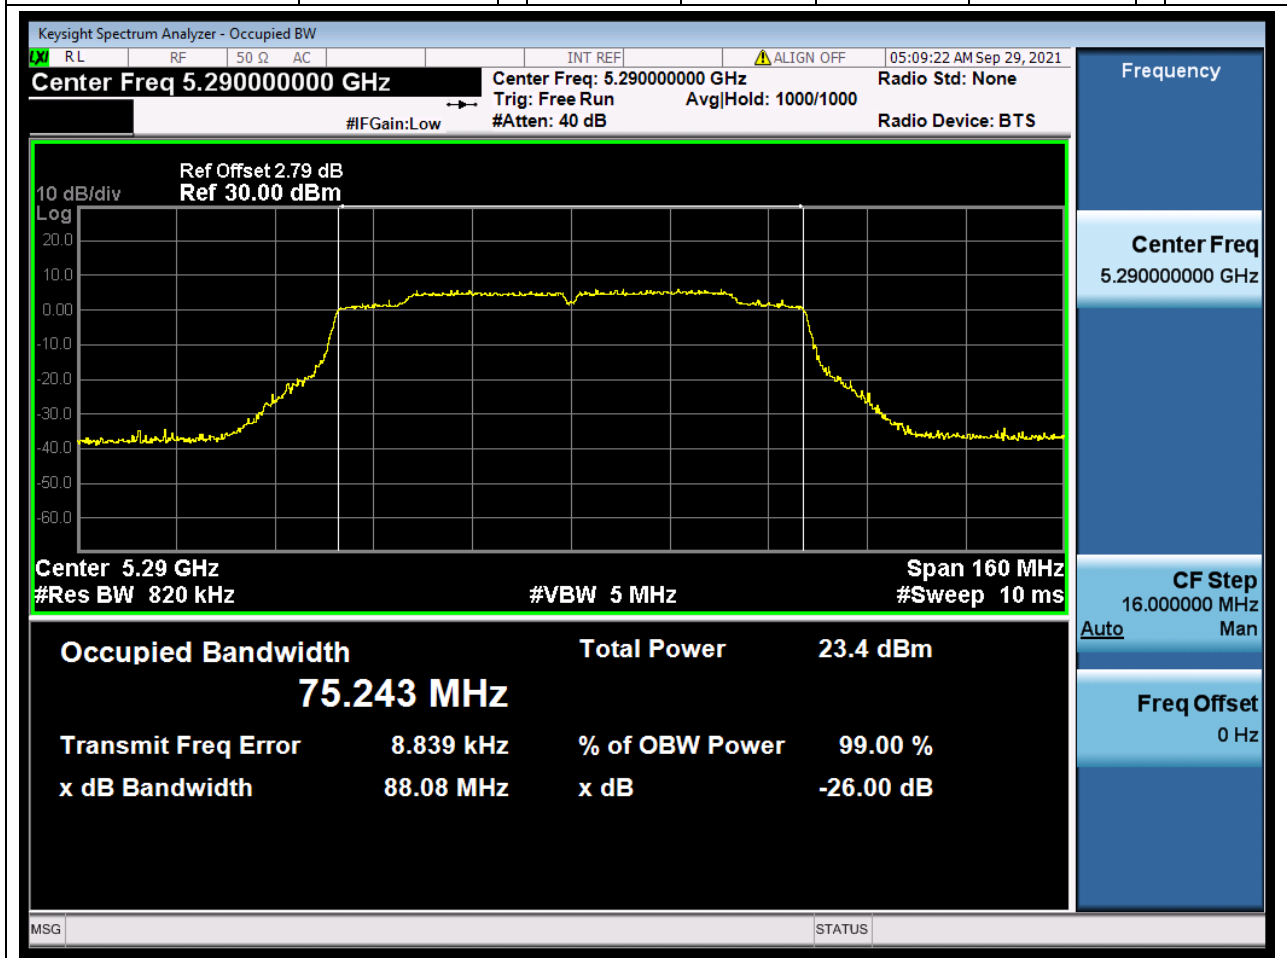 Keysight Spectrum Analyzer - Occupied BW
LXI RL RF 50 Ω AC INT REF ALIGN OFF 05:09:22 AM Sep 29, 2021
Center Freq 5.290000000 GHz
#IFGain:Low
Center Freq: 5.290000000 GHz
Trig: Free Run Avg|Hold: 1000/1000
#Atten: 40 dB
Radio Std: None
Radio Device: BTS
Ref Offset 2.79 dB
10 dB/div Ref 30.00 dBm
Log
20.0
10.0
0.00
-10.0
-20.0
-30.0
-40.0
-50.0
-60.0
Center 5.29 GHz Span 160 MHz
#Res BW 820 kHz #VBW 5 MHz #Sweep 10 ms
Occupied Bandwidth Total Power 23.4 dBm
75.243 MHz
Transmit Freq Error 8.839 kHz % of OBW Power 99.00 %
x dB Bandwidth 88.08 MHz x dB -26.00 dB
Frequency
Center Freq
5.290000000 GHz
CF Step
16.000000 MHz
Auto Man
Freq Offset
0 Hz
MSG STATUS